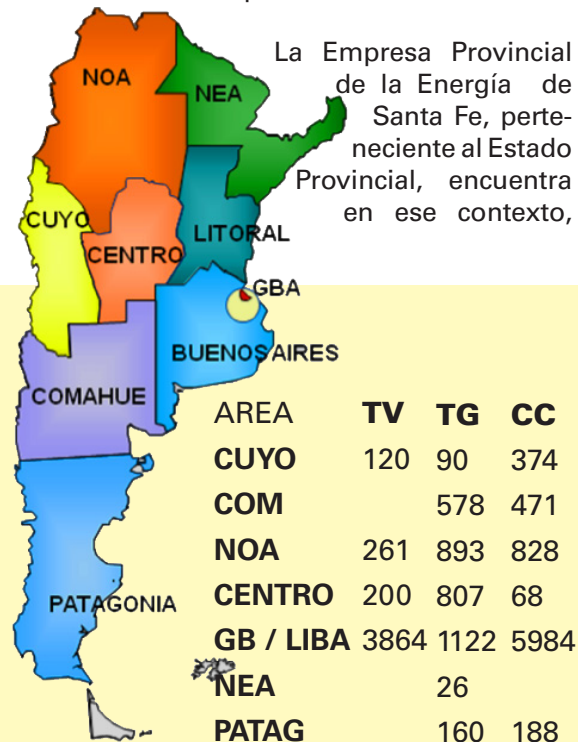 La Empresa Provincial
de la Energía de
Santa Fe, perte-
neciente al Estado
Provincial, encuentra
en ese contexto,
NOA
NEA
CUYO
CENTRO
LITORAL
GBA
BUENOS AIRES
COMAHUE
PATAGONIA
AREA TV TG CC
CUYO 120 90 374
COM 578 471
NOA 261 893 828
CENTRO 200 807 68
GB / LIBA 3864 1122 5984
NEA 26
PATAG 160 188